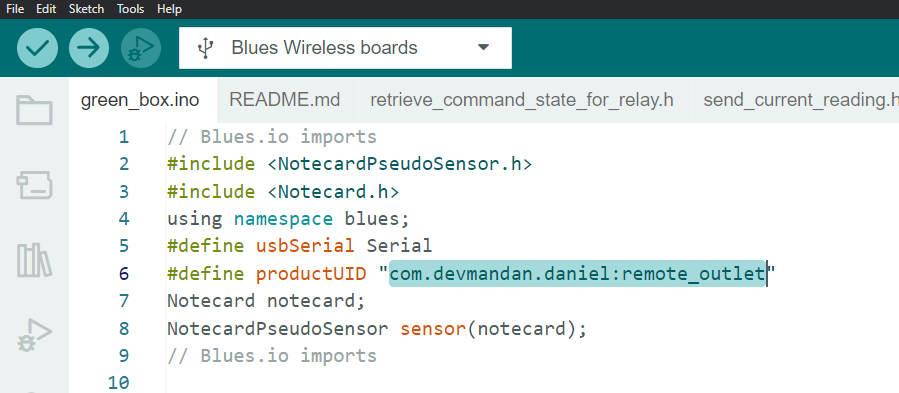 File Edit Sketch Tools Help
Blues Wireless boards
green_box.ino README.md retrieve_command_state_for_relay.h send_current_reading.h
1 // Blues.io imports
2 #include <NotecardPseudoSensor.h>
3 #include <Notecard.h>
4 using namespace blues;
5 #define usbSerial Serial
6 #define productUID "com.devmandan.daniel:remote_outlet"
7 Notecard notecard;
8 NotecardPseudoSensor sensor(notecard);
9 // Blues.io imports
10